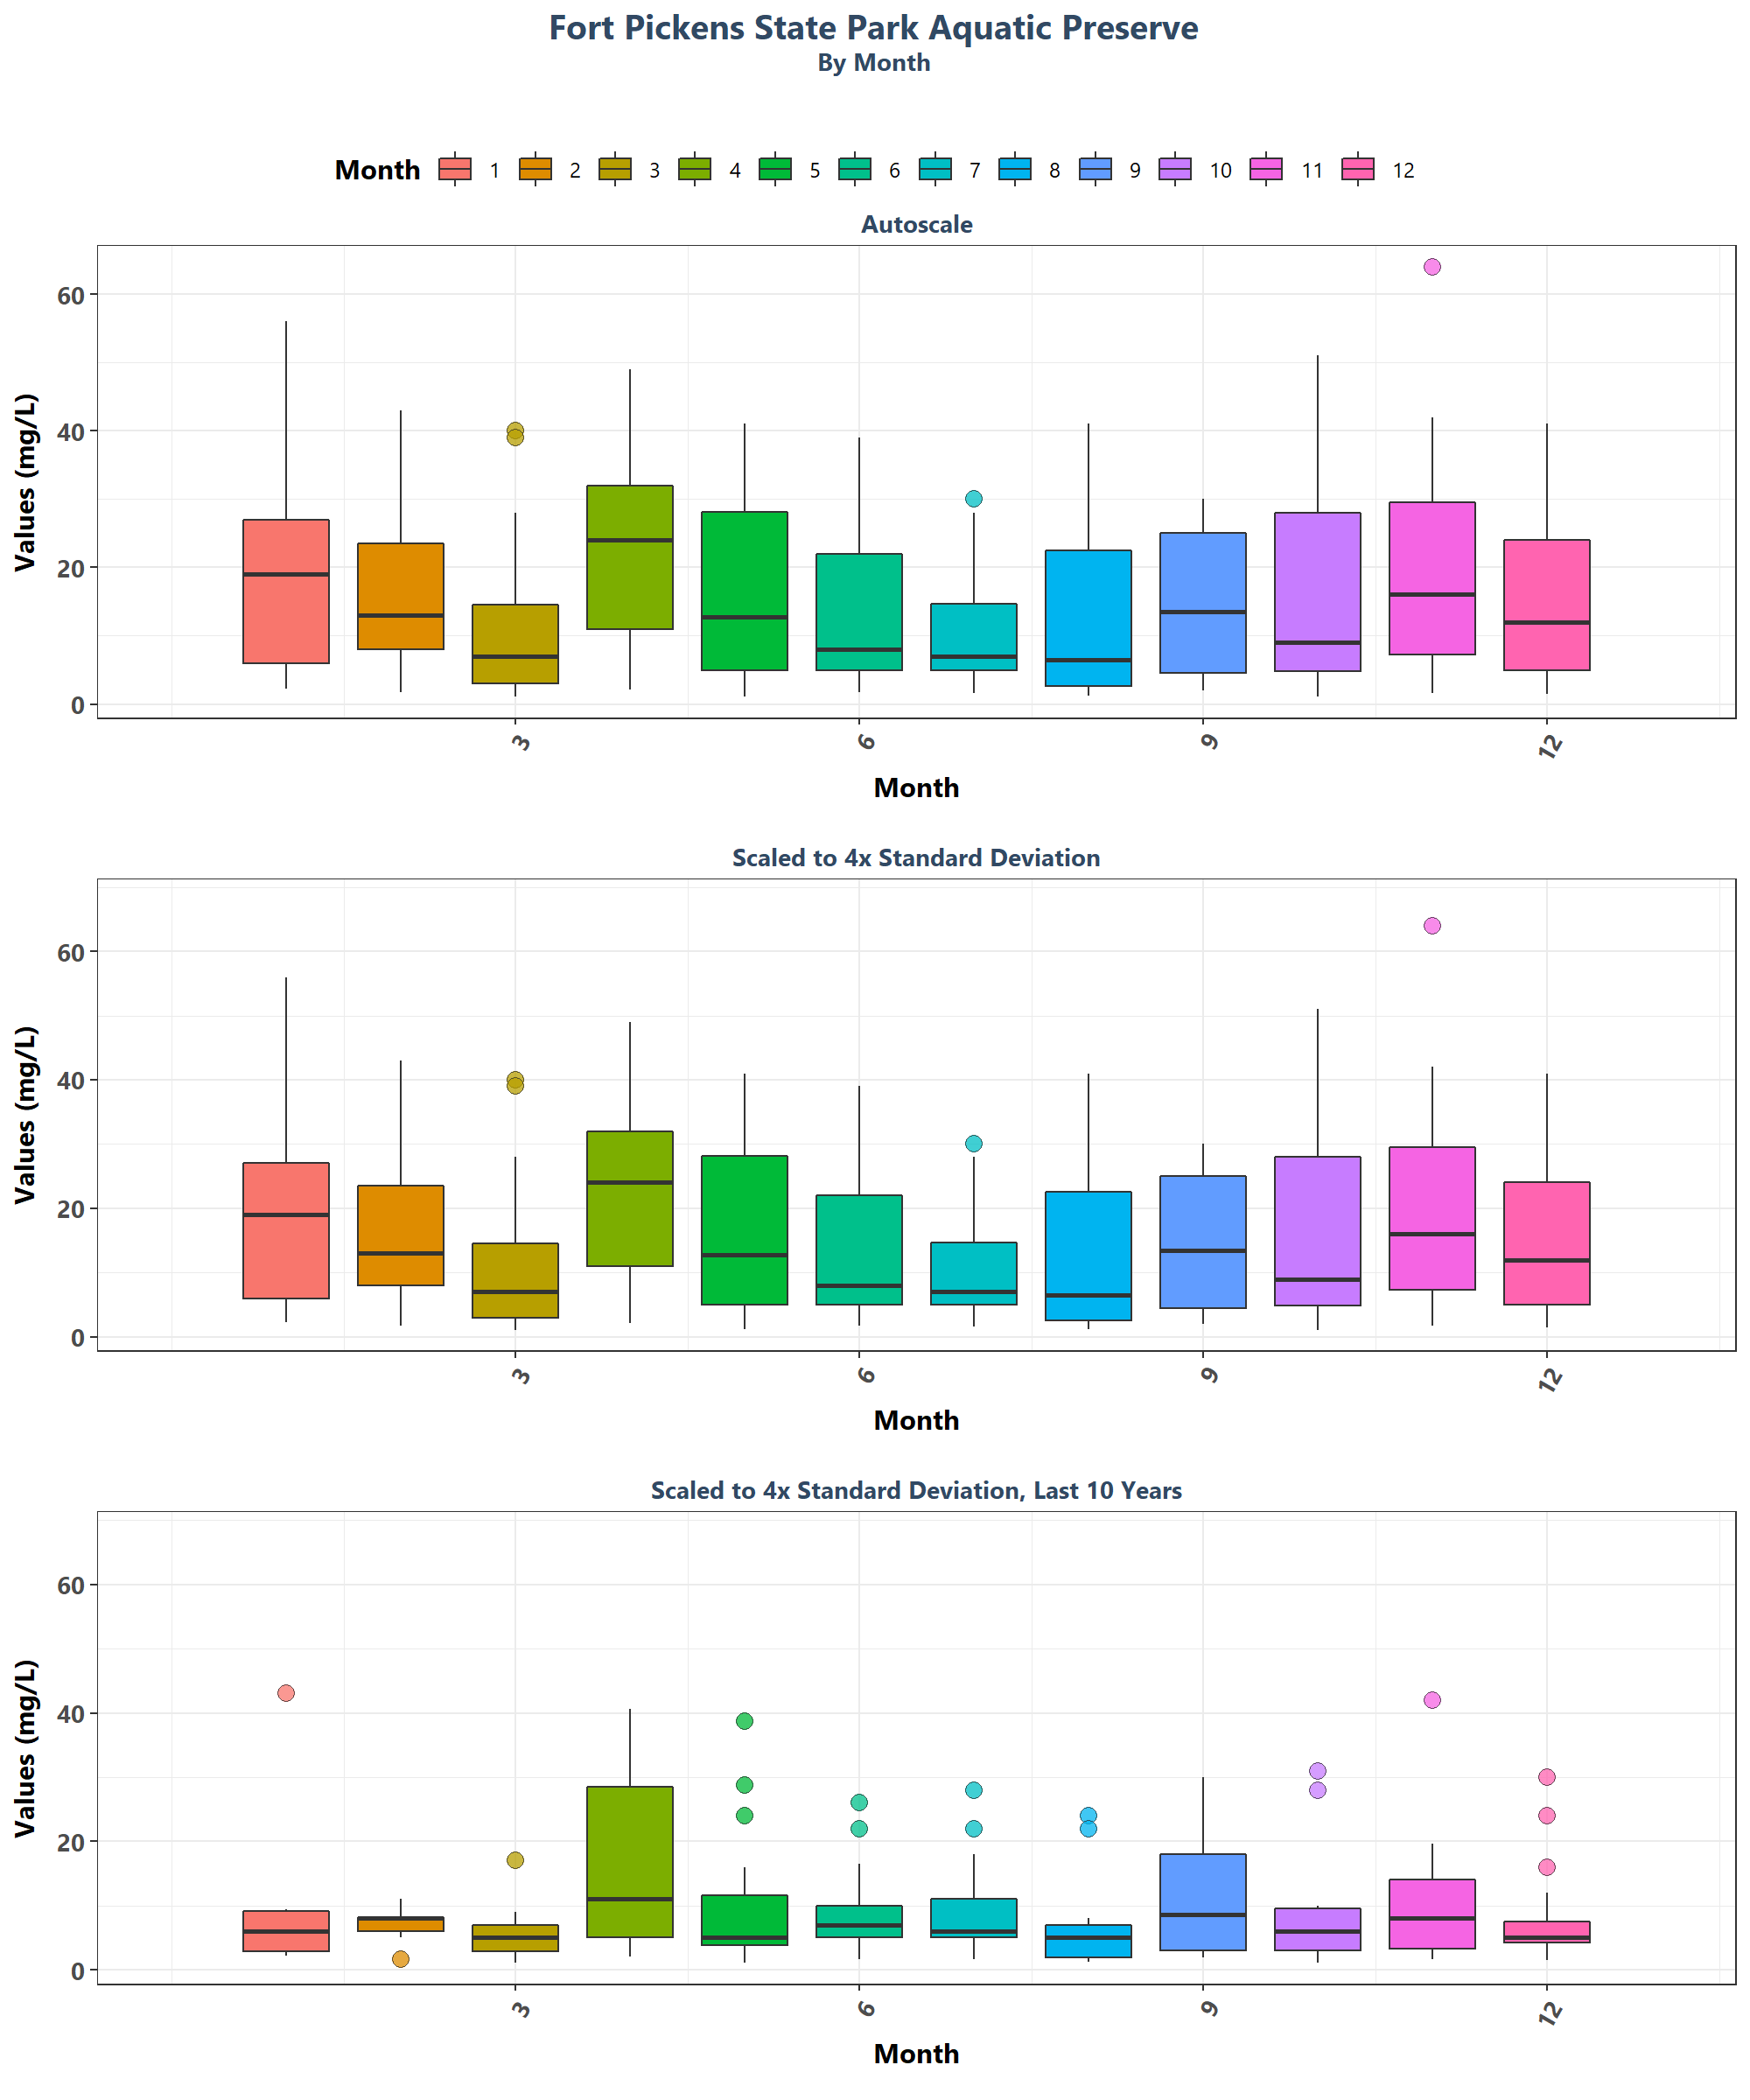 Fort Pickens State Park Aquatic Preserve
By Month
Month 1 2 3 4 5 6 7 8 9 10 11 12
Autoscale
Values (mg/L)
60
40
20
0
3 6 9 12
Month
Scaled to 4x Standard Deviation
Values (mg/L)
60
40
20
0
3 6 9 12
Month
Scaled to 4x Standard Deviation, Last 10 Years
Values (mg/L)
60
40
20
0
3 6 9 12
Month